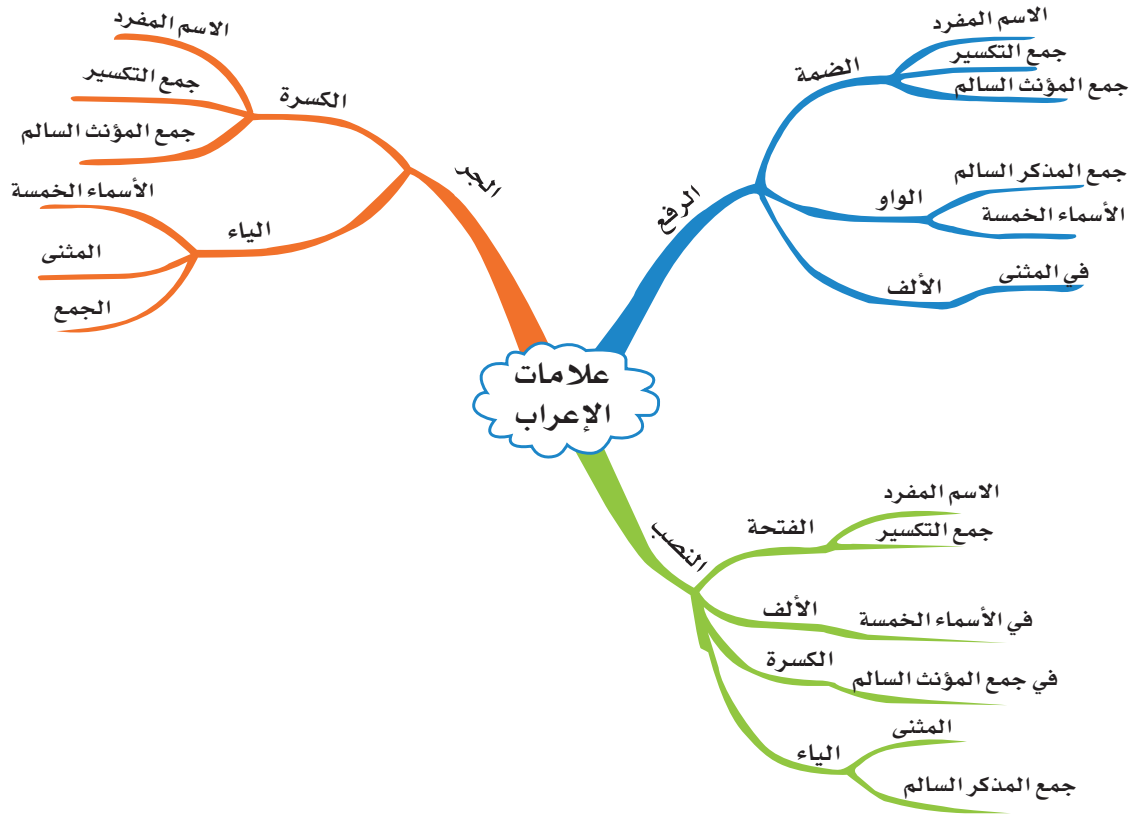 علامات
الإعراب
الرفع
الضمة
الاسم المفرد
جمع التكسير
جمع المؤنث السالم
الواو
جمع المذكر السالم
الأسماء الخمسة
الألف
في المثنى
النصب
الفتحة
الاسم المفرد
جمع التكسير
الألف
في الأسماء الخمسة
الكسرة
في جمع المؤنث السالم
الياء
المثنى
جمع المذكر السالم
الجر
الكسرة
الاسم المفرد
جمع التكسير
جمع المؤنث السالم
الياء
الأسماء الخمسة
المثنى
الجمع